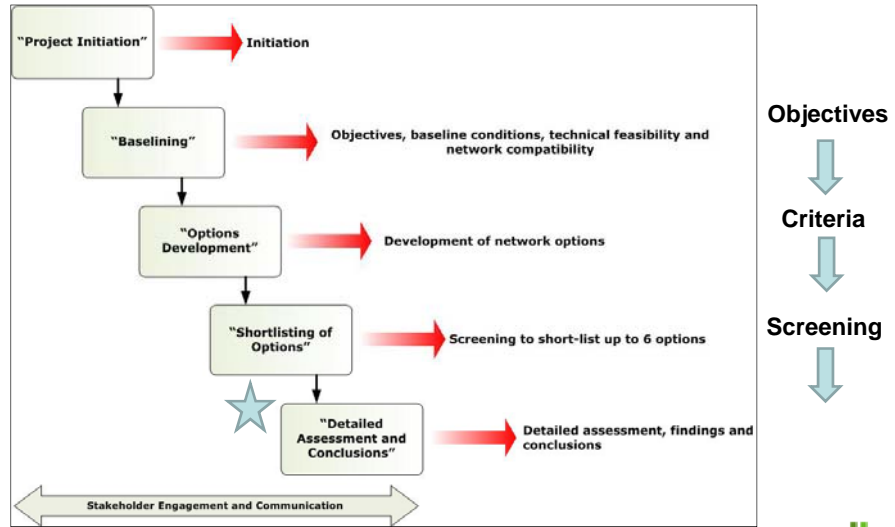 "Project Initiation"
Initiation
"Baselining"
Objectives, baseline conditions, technical feasibility and
network compatibility
"Options
Development"
Development of network options
"Shortlisting of
Options"
Screening to short-list up to 6 options
"Detailed
Assessment and
Conclusions"
Detailed assessment, findings and
conclusions
Stakeholder Engagement and Communication
Objectives
Criteria
Screening